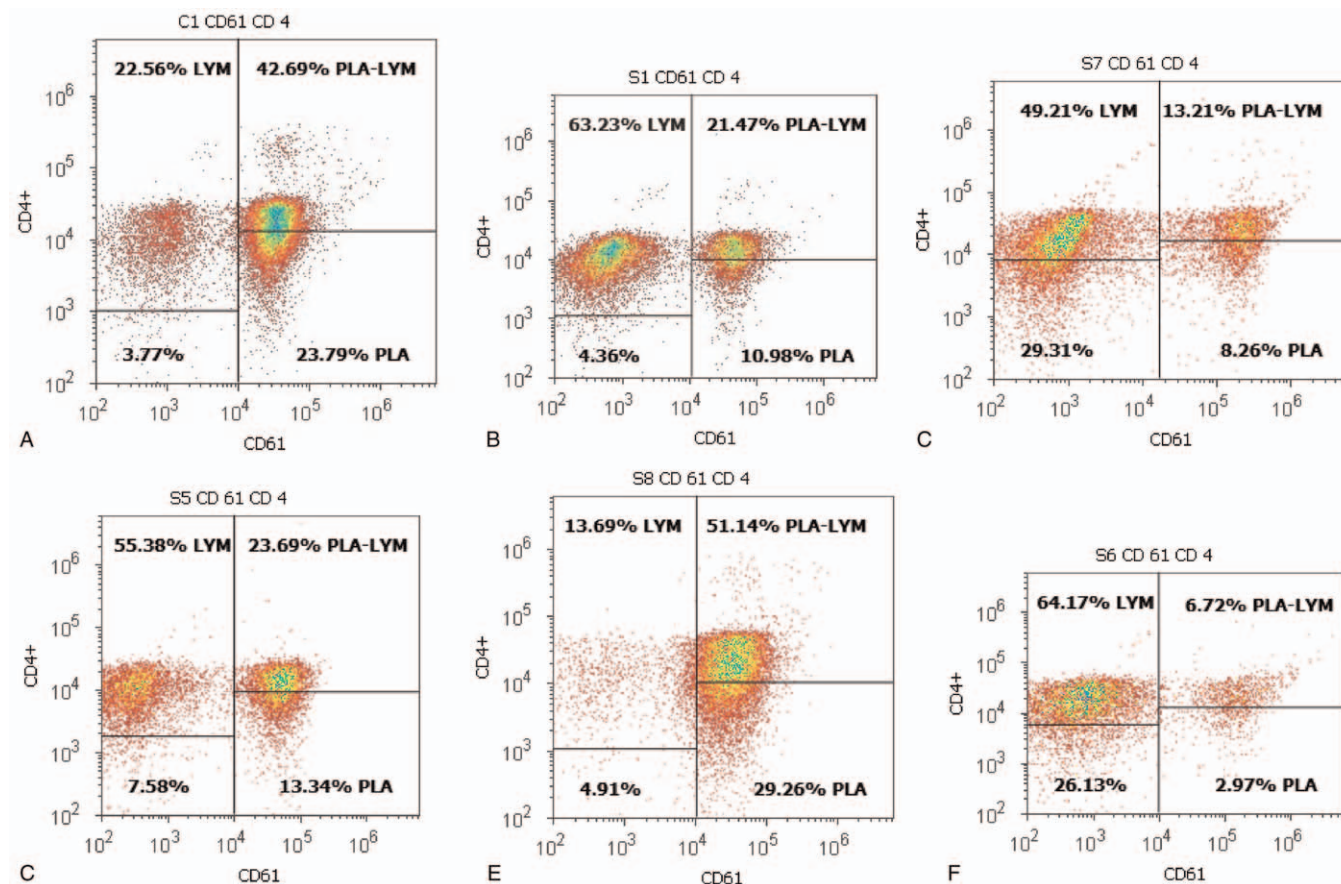 C1 CD61 CD 4
22.56% LYM 42.69% PLA-LYM
10^6
10^5
10^4
10^3
10^2
CD4+
3.77% 23.79% PLA
10^2 10^3 10^4 10^5 10^6
CD61
A
S1 CD61 CD 4
63.23% LYM 21.47% PLA-LYM
10^6
10^5
10^4
10^3
10^2
CD4+
4.36% 10.98% PLA
10^2 10^3 10^4 10^5 10^6
CD61
B
S7 CD 61 CD 4
49.21% LYM 13.21% PLA-LYM
10^6
10^5
10^4
10^3
10^2
CD4+
29.31% 8.26% PLA
10^2 10^3 10^4 10^5 10^6
CD61
C
S5 CD 61 CD 4
55.38% LYM 23.69% PLA-LYM
10^6
10^5
10^4
10^3
10^2
CD4+
7.58% 13.34% PLA
10^2 10^3 10^4 10^5 10^6
CD61
C
S8 CD 61 CD 4
13.69% LYM 51.14% PLA-LYM
10^6
10^5
10^4
10^3
10^2
CD4+
4.91% 29.26% PLA
10^2 10^3 10^4 10^5 10^6
CD61
E
S6 CD 61 CD 4
64.17% LYM 6.72% PLA-LYM
10^6
10^5
10^4
10^3
10^2
CD4+
26.13% 2.97% PLA
10^2 10^3 10^4 10^5 10^6
CD61
F